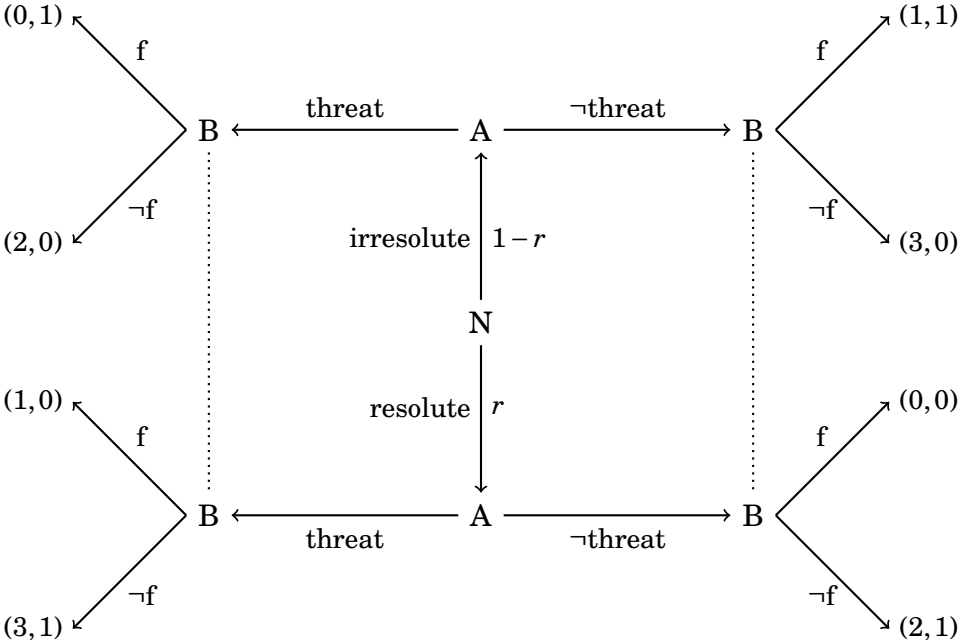 (0, 1)
(1, 1)
f
f
threat
¬threat
B
A
B
¬f
¬f
(2, 0)
irresolute
1 − r
(3, 0)
N
(1, 0)
resolute
r
(0, 0)
f
f
B
A
B
threat
¬threat
¬f
¬f
(3, 1)
(2, 1)